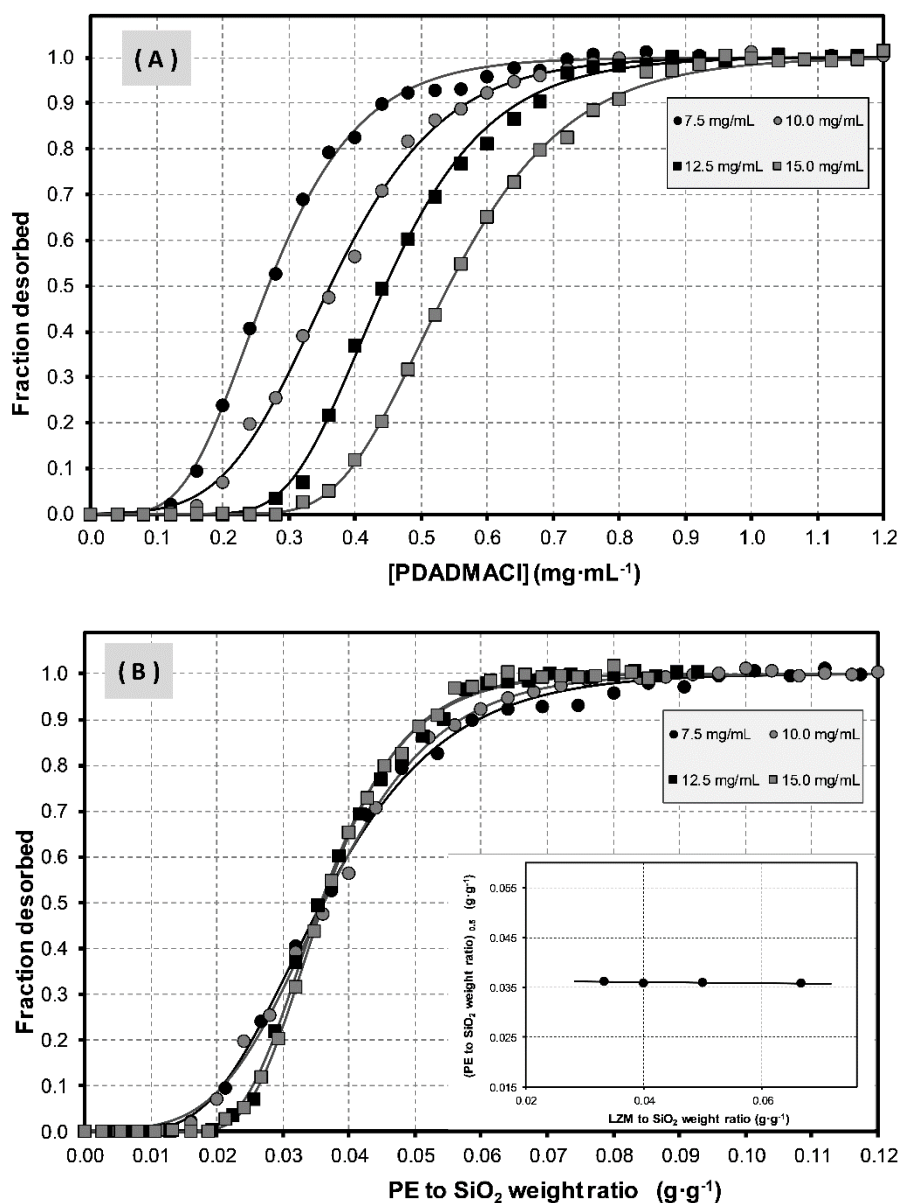 ( A )
1.0
0.9
0.8
0.7
0.6
0.5
0.4
0.3
0.2
0.1
0.0
Fraction desorbed
7.5 mg/mL
10.0 mg/mL
12.5 mg/mL
15.0 mg/mL
0.0 0.1 0.2 0.3 0.4 0.5 0.6 0.7 0.8 0.9 1.0 1.1 1.2
[PDADMACl] (mg·mL⁻¹)
( B )
1.0
0.9
0.8
0.7
0.6
0.5
0.4
0.3
0.2
0.1
0.0
Fraction desorbed
7.5 mg/mL
10.0 mg/mL
12.5 mg/mL
15.0 mg/mL
(PE to SiO₂ weight ratio) ₀.₅ (g·g⁻¹)
0.055
0.045
0.035
0.025
0.015
0.02 0.04 0.06
LZM to SiO₂ weight ratio (g·g⁻¹)
0.00 0.01 0.02 0.03 0.04 0.05 0.06 0.07 0.08 0.09 0.10 0.11 0.12
PE to SiO₂ weight ratio (g·g⁻¹)